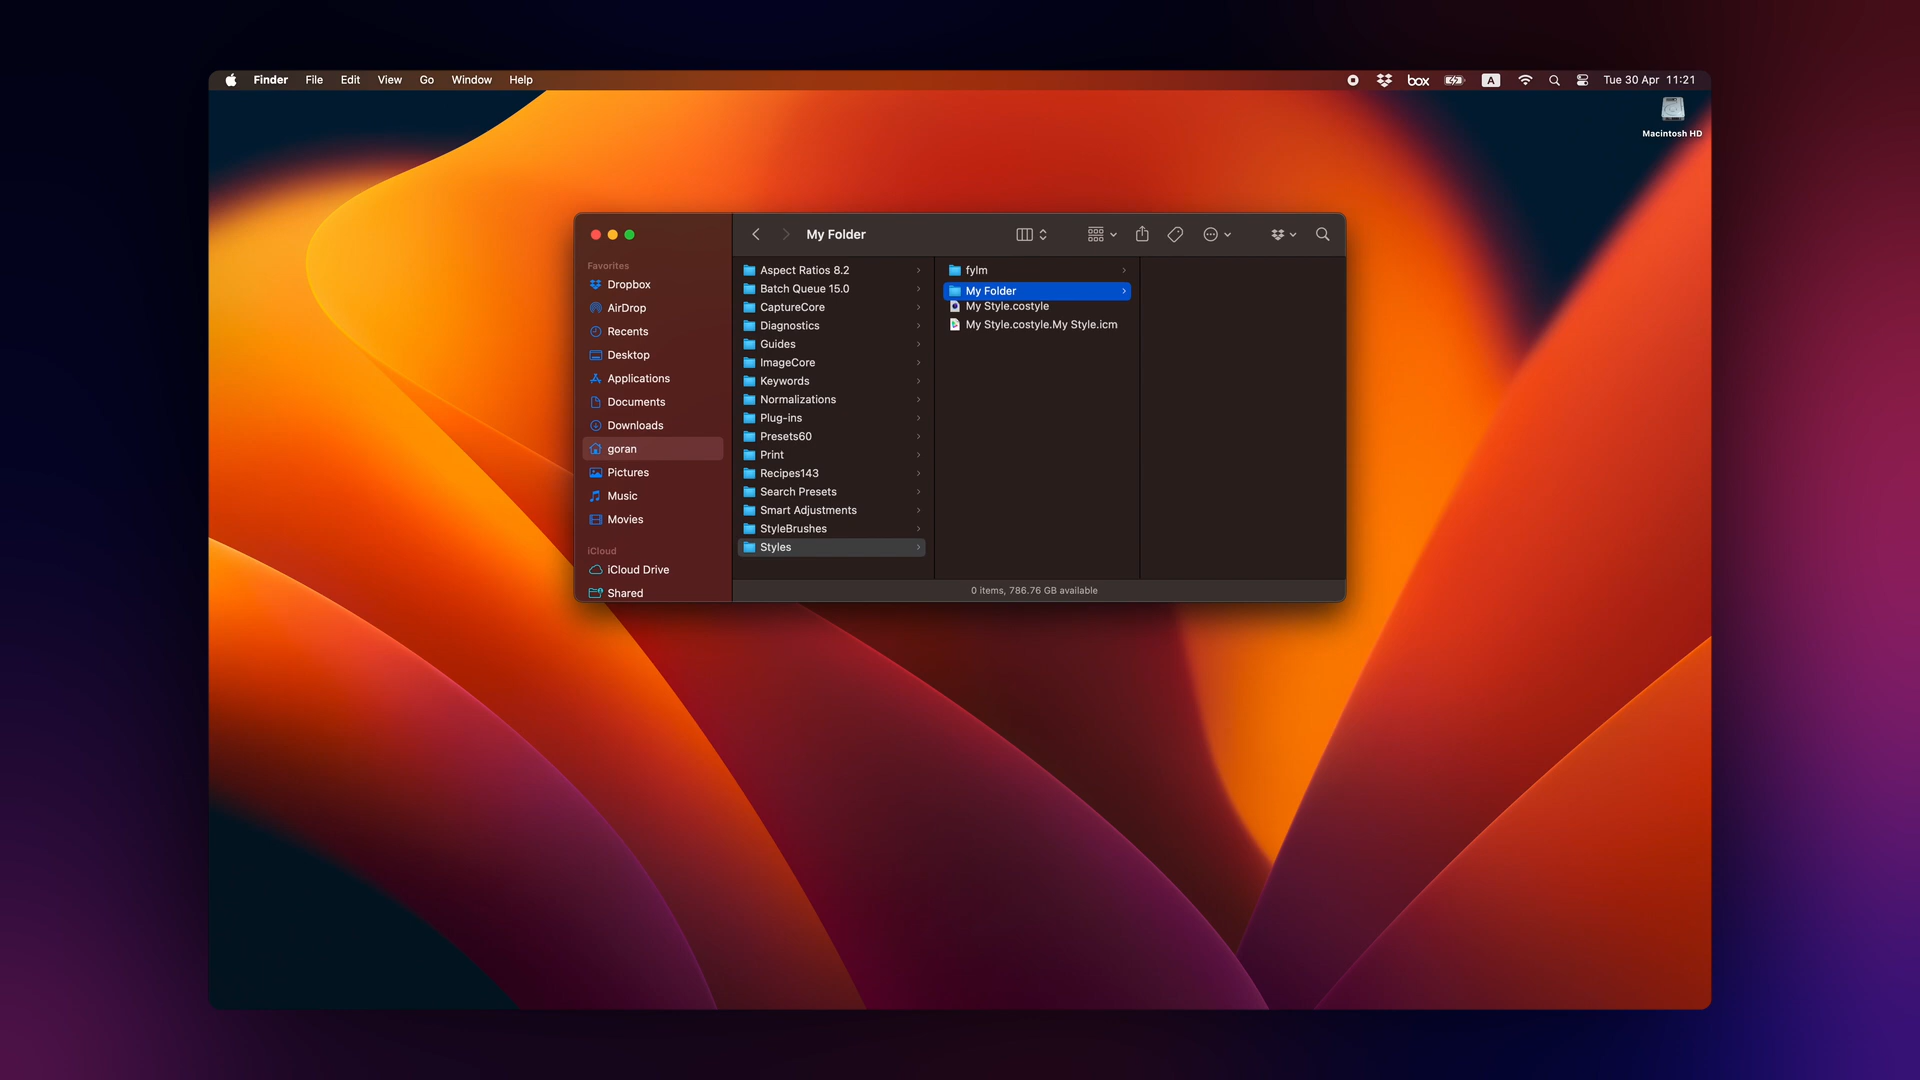 Finder File Edit View Go Window Help
box A Tue 30 Apr 11:21
Macintosh HD
My Folder
Favorites
Dropbox
AirDrop
Recents
Desktop
Applications
Documents
Downloads
goran
Pictures
Music
Movies
iCloud
iCloud Drive
Shared
Aspect Ratios 8.2
Batch Queue 15.0
CaptureCore
Diagnostics
Guides
ImageCore
Keywords
Normalizations
Plug-ins
Presets60
Print
Recipes143
Search Presets
Smart Adjustments
StyleBrushes
Styles
fylm
My Folder
My Style.costyle
My Style.costyle.My Style.icm
0 items, 786.76 GB available